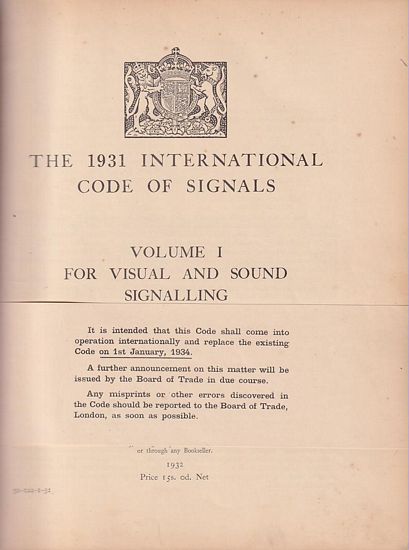 THE 1931 INTERNATIONAL
CODE OF SIGNALS
VOLUME I
FOR VISUAL AND SOUND
SIGNALLING
It is intended that this Code shall come into
operation internationally and replace the existing
Code on 1st January, 1934.
A further announcement on this matter will be
issued by the Board of Trade in due course.
Any misprints or other errors discovered in
the Code should be reported to the Board of Trade,
London, as soon as possible.
or through any Bookseller.
1932
Price 15s. 0d. Net